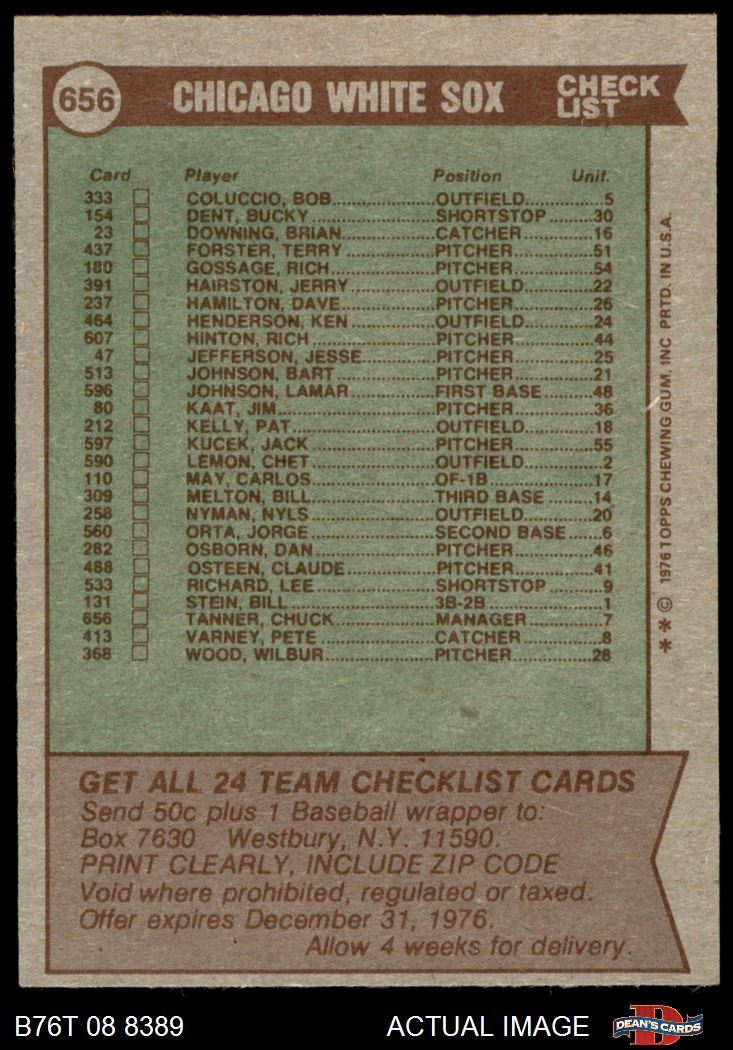 656 CHICAGO WHITE SOX CHECK LIST
Card Player Position Unif.
333 COLUCCIO, BOB OUTFIELD 5
154 DENT, BUCKY SHORTSTOP 30
23 DOWNING, BRIAN CATCHER 16
437 FORSTER, TERRY PITCHER 51
180 GOSSAGE, RICH PITCHER 54
391 HAIRSTON, JERRY OUTFIELD 22
237 HAMILTON, DAVE PITCHER 26
464 HENDERSON, KEN OUTFIELD 24
607 HINTON, RICH PITCHER 44
47 JEFFERSON, JESSE PITCHER 25
513 JOHNSON, BART PITCHER 21
596 JOHNSON, LAMAR FIRST BASE 48
80 KAAT, JIM PITCHER 36
212 KELLY, PAT OUTFIELD 18
597 KUCEK, JACK PITCHER 55
590 LEMON, CHET OUTFIELD 2
110 MAY, CARLOS OF-1B 17
309 MELTON, BILL THIRD BASE 14
258 NYMAN, NYLS OUTFIELD 20
560 ORTA, JORGE SECOND BASE 6
282 OSBORN, DAN PITCHER 46
488 OSTEEN, CLAUDE PITCHER 41
533 RICHARD, LEE SHORTSTOP 9
131 STEIN, BILL 3B-2B 1
656 TANNER, CHUCK MANAGER 7
413 VARNEY, PETE CATCHER 8
368 WOOD, WILBUR PITCHER 28
* * © 1976 TOPPS CHEWING GUM. INC PRTD. IN U.S.A.
GET ALL 24 TEAM CHECKLIST CARDS
Send 50c plus 1 Baseball wrapper to:
Box 7630 Westbury, N.Y. 11590.
PRINT CLEARLY, INCLUDE ZIP CODE
Void where prohibited, regulated or taxed.
Offer expires December 31, 1976.
Allow 4 weeks for delivery.
B76T 08 8389 ACTUAL IMAGE DEAN'S CARDS